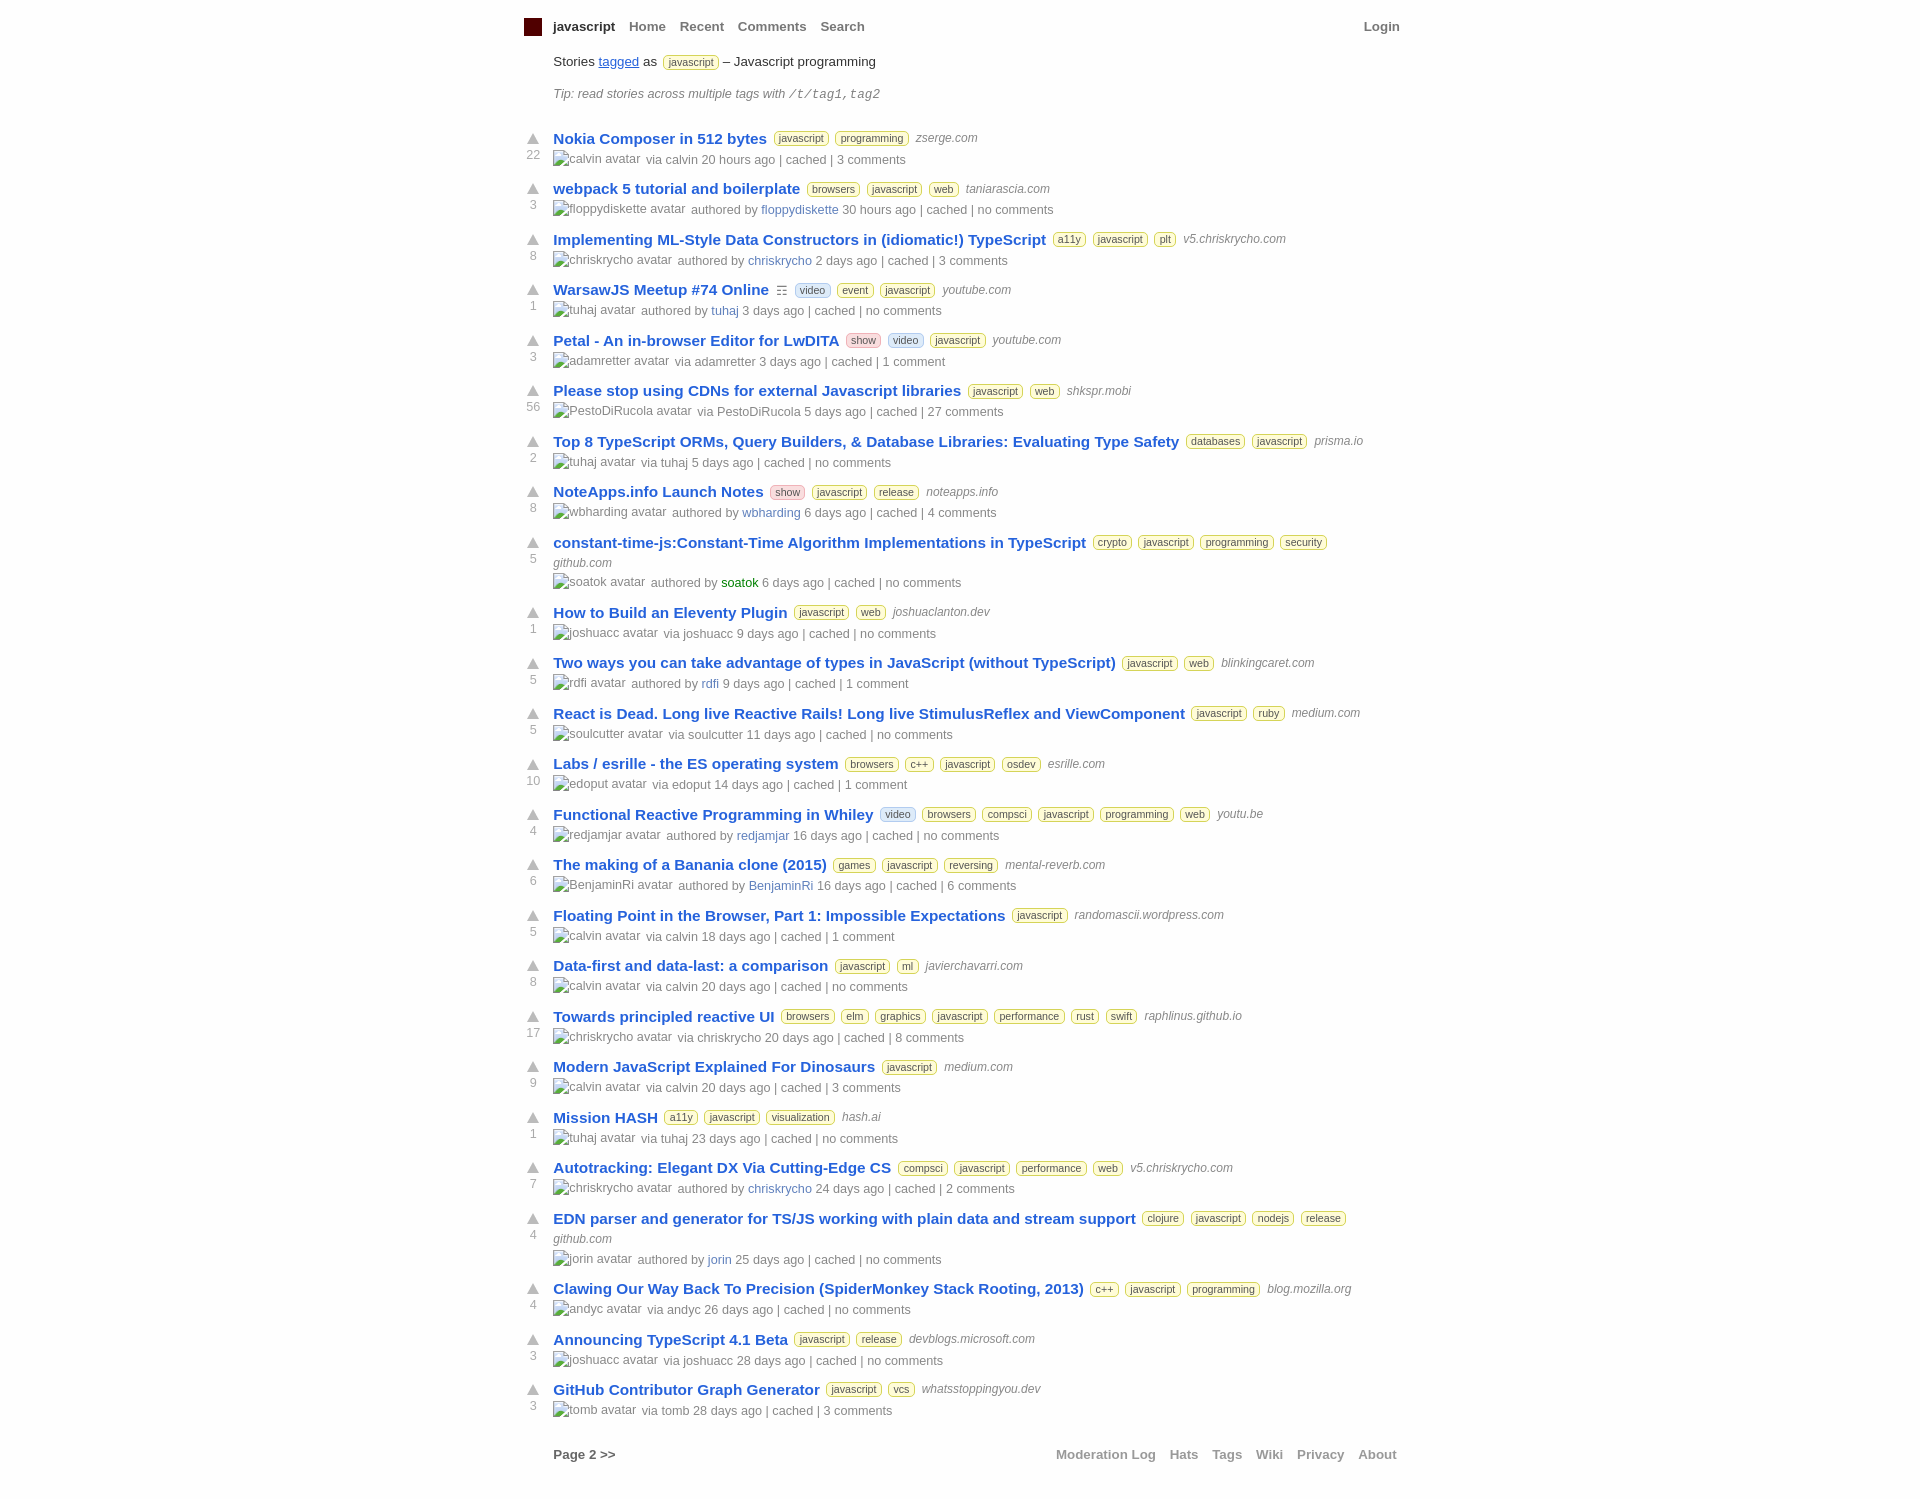 javascript Home Recent Comments Search Login
Stories tagged as javascript – Javascript programming
Tip: read stories across multiple tags with /t/tag1,tag2
Nokia Composer in 512 bytes javascript programming zserge.com
22 calvin avatar via calvin 20 hours ago | cached | 3 comments
webpack 5 tutorial and boilerplate browsers javascript web taniarascia.com
3 floppydiskette avatar authored by floppydiskette 30 hours ago | cached | no comments
Implementing ML-Style Data Constructors in (idiomatic!) TypeScript a11y javascript plt v5.chriskrycho.com
8 chriskrycho avatar authored by chriskrycho 2 days ago | cached | 3 comments
WarsawJS Meetup #74 Online ☶ video event javascript youtube.com
1 tuhaj avatar authored by tuhaj 3 days ago | cached | no comments
Petal - An in-browser Editor for LwDITA show video javascript youtube.com
3 adamretter avatar via adamretter 3 days ago | cached | 1 comment
Please stop using CDNs for external Javascript libraries javascript web shkspr.mobi
56 PestoDiRucola avatar via PestoDiRucola 5 days ago | cached | 27 comments
Top 8 TypeScript ORMs, Query Builders, & Database Libraries: Evaluating Type Safety databases javascript prisma.io
2 tuhaj avatar via tuhaj 5 days ago | cached | no comments
NoteApps.info Launch Notes show javascript release noteapps.info
8 wbharding avatar authored by wbharding 6 days ago | cached | 4 comments
constant-time-js:Constant-Time Algorithm Implementations in TypeScript crypto javascript programming security
5 github.com
soatok avatar authored by soatok 6 days ago | cached | no comments
How to Build an Eleventy Plugin javascript web joshuaclanton.dev
1 joshuacc avatar via joshuacc 9 days ago | cached | no comments
Two ways you can take advantage of types in JavaScript (without TypeScript) javascript web blinkingcaret.com
5 rdfi avatar authored by rdfi 9 days ago | cached | 1 comment
React is Dead. Long live Reactive Rails! Long live StimulusReflex and ViewComponent javascript ruby medium.com
5 soulcutter avatar via soulcutter 11 days ago | cached | no comments
Labs / esrille - the ES operating system browsers c++ javascript osdev esrille.com
10 edoput avatar via edoput 14 days ago | cached | 1 comment
Functional Reactive Programming in Whiley video browsers compsci javascript programming web youtu.be
4 redjamjar avatar authored by redjamjar 16 days ago | cached | no comments
The making of a Banania clone (2015) games javascript reversing mental-reverb.com
6 BenjaminRi avatar authored by BenjaminRi 16 days ago | cached | 6 comments
Floating Point in the Browser, Part 1: Impossible Expectations javascript randomascii.wordpress.com
5 calvin avatar via calvin 18 days ago | cached | 1 comment
Data-first and data-last: a comparison javascript ml javierchavarri.com
8 calvin avatar via calvin 20 days ago | cached | no comments
Towards principled reactive UI browsers elm graphics javascript performance rust swift raphlinus.github.io
17 chriskrycho avatar via chriskrycho 20 days ago | cached | 8 comments
Modern JavaScript Explained For Dinosaurs javascript medium.com
9 calvin avatar via calvin 20 days ago | cached | 3 comments
Mission HASH a11y javascript visualization hash.ai
1 tuhaj avatar via tuhaj 23 days ago | cached | no comments
Autotracking: Elegant DX Via Cutting-Edge CS compsci javascript performance web v5.chriskrycho.com
7 chriskrycho avatar authored by chriskrycho 24 days ago | cached | 2 comments
EDN parser and generator for TS/JS working with plain data and stream support clojure javascript nodejs release
4 github.com
jorin avatar authored by jorin 25 days ago | cached | no comments
Clawing Our Way Back To Precision (SpiderMonkey Stack Rooting, 2013) c++ javascript programming blog.mozilla.org
4 andyc avatar via andyc 26 days ago | cached | no comments
Announcing TypeScript 4.1 Beta javascript release devblogs.microsoft.com
3 joshuacc avatar via joshuacc 28 days ago | cached | no comments
GitHub Contributor Graph Generator javascript vcs whatsstoppingyou.dev
3 tomb avatar via tomb 28 days ago | cached | 3 comments
Page 2 >> Moderation Log Hats Tags Wiki Privacy About